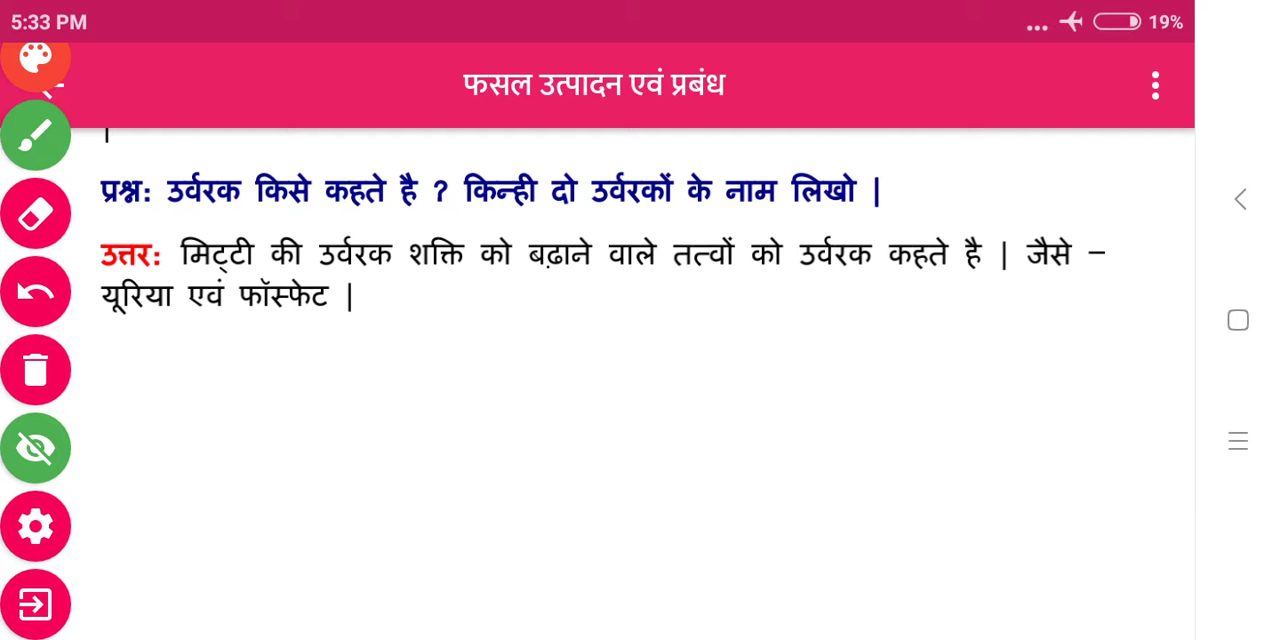 5:33 PM
19%
फसल उत्पादन एवं प्रबंध
|
प्रश्न: उर्वरक किसे कहते है ? किन्ही दो उर्वरकों के नाम लिखो |
उत्तर: मिट्टी की उर्वरक शक्ति को बढ़ाने वाले तत्वों को उर्वरक कहते है | जैसे –
यूरिया एवं फॉस्फेट |